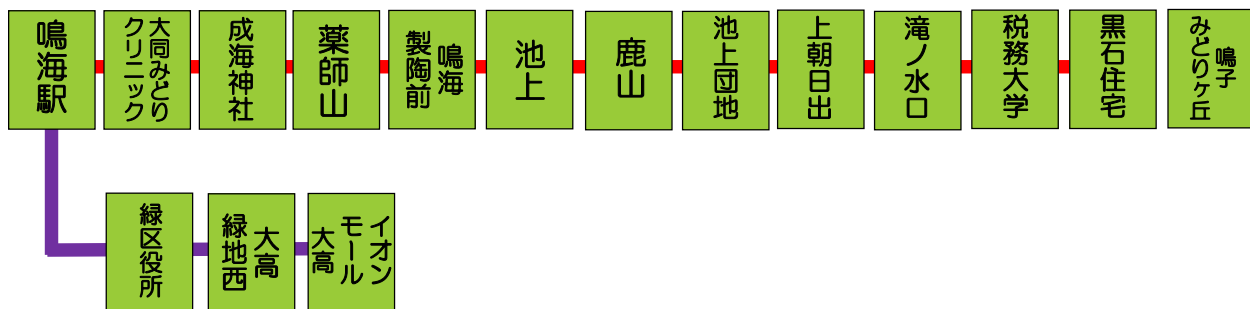 鳴海駅
大同みどり
クリニック
成海神社
薬師山
鳴海
製陶前
池上
鹿山
池上団地
上朝日出
滝ノ水口
税務大学
黒石住宅
鳴子
みどりヶ丘
緑区役所
大高
緑地西
イオン
モール
大高